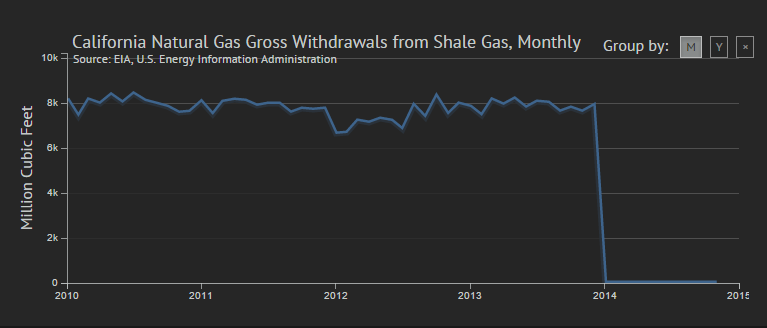 California Natural Gas Gross Withdrawals from Shale Gas, Monthly
Group by: M Y ×
Source: EIA, U.S. Energy Information Administration
Million Cubic Feet
10k
8k
6k
4k
2k
0
2010 2011 2012 2013 2014 2015